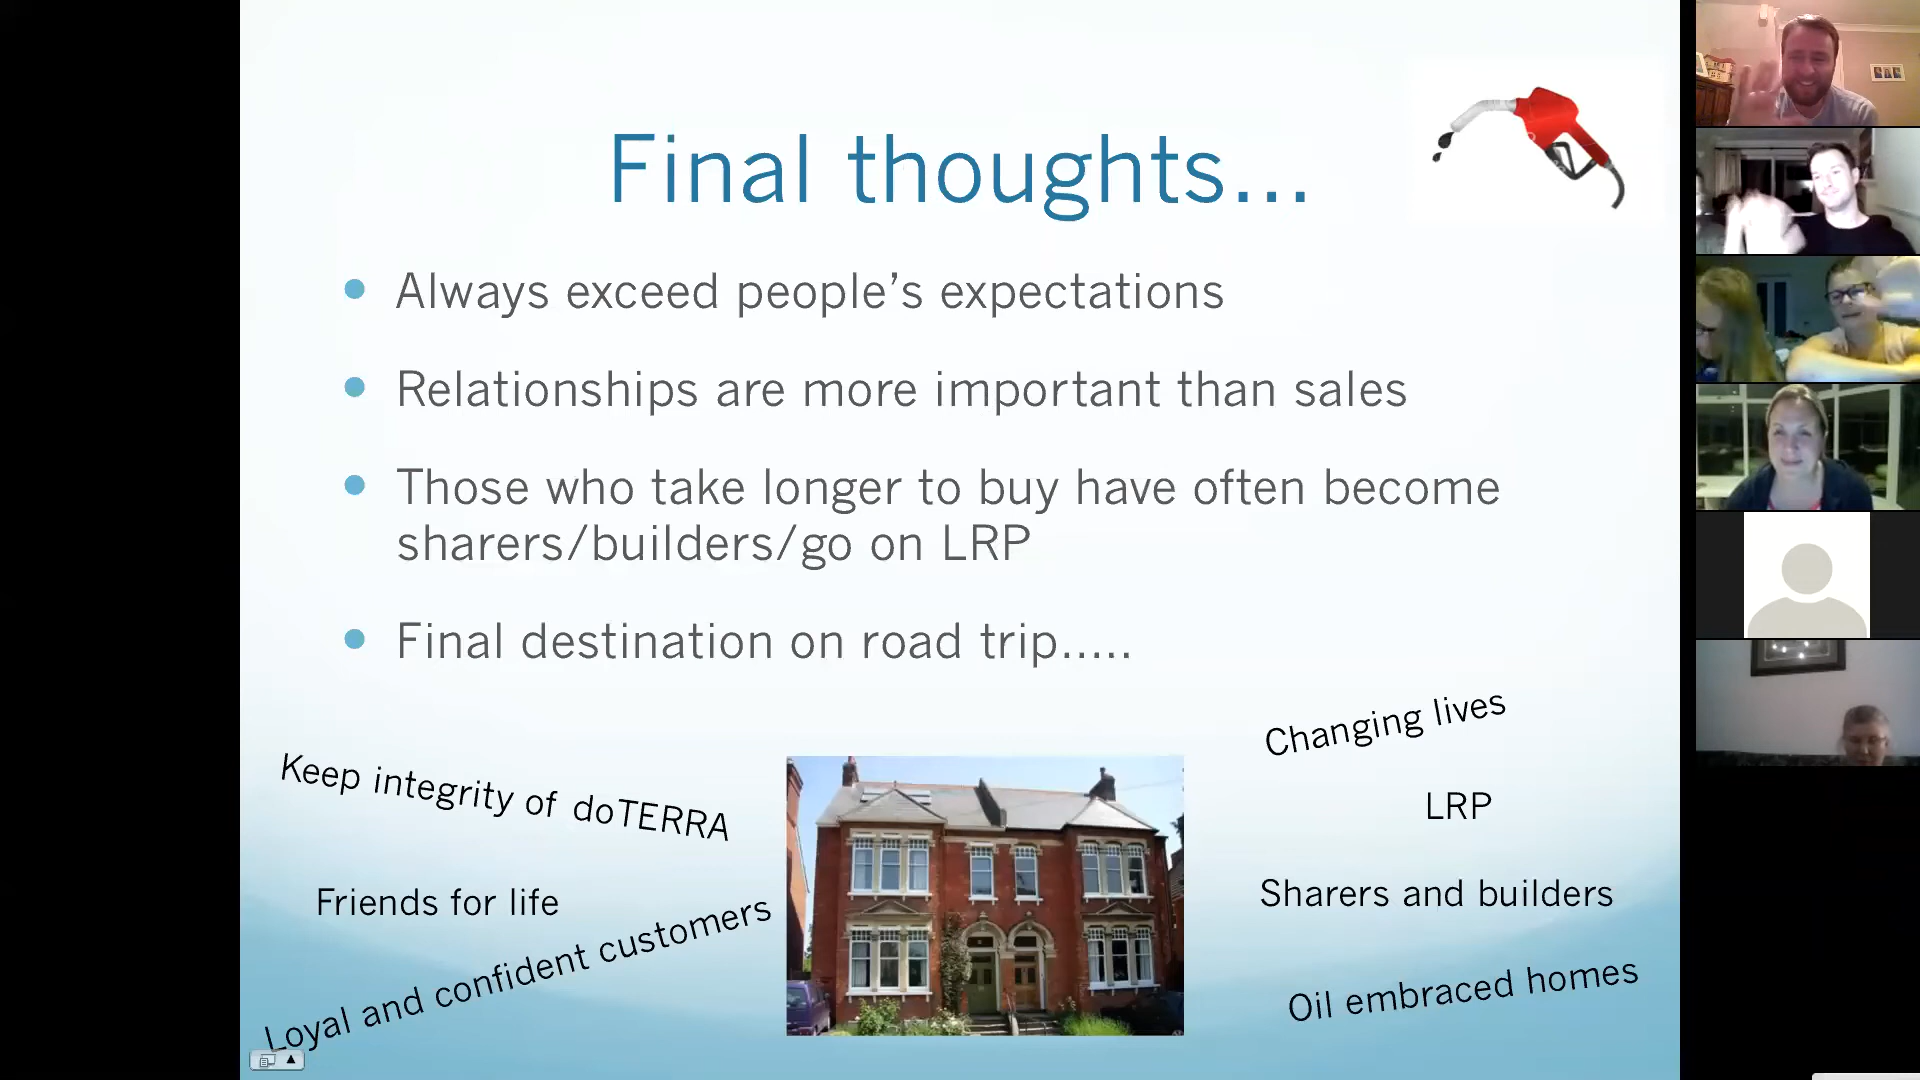 Final thoughts...
Always exceed people’s expectations
Relationships are more important than sales
Those who take longer to buy have often become
sharers/builders/go on LRP
Final destination on road trip.....
Changing lives
Keep integrity of doTERRA
LRP
Friends for life
Sharers and builders
Loyal and confident customers
Oil embraced homes